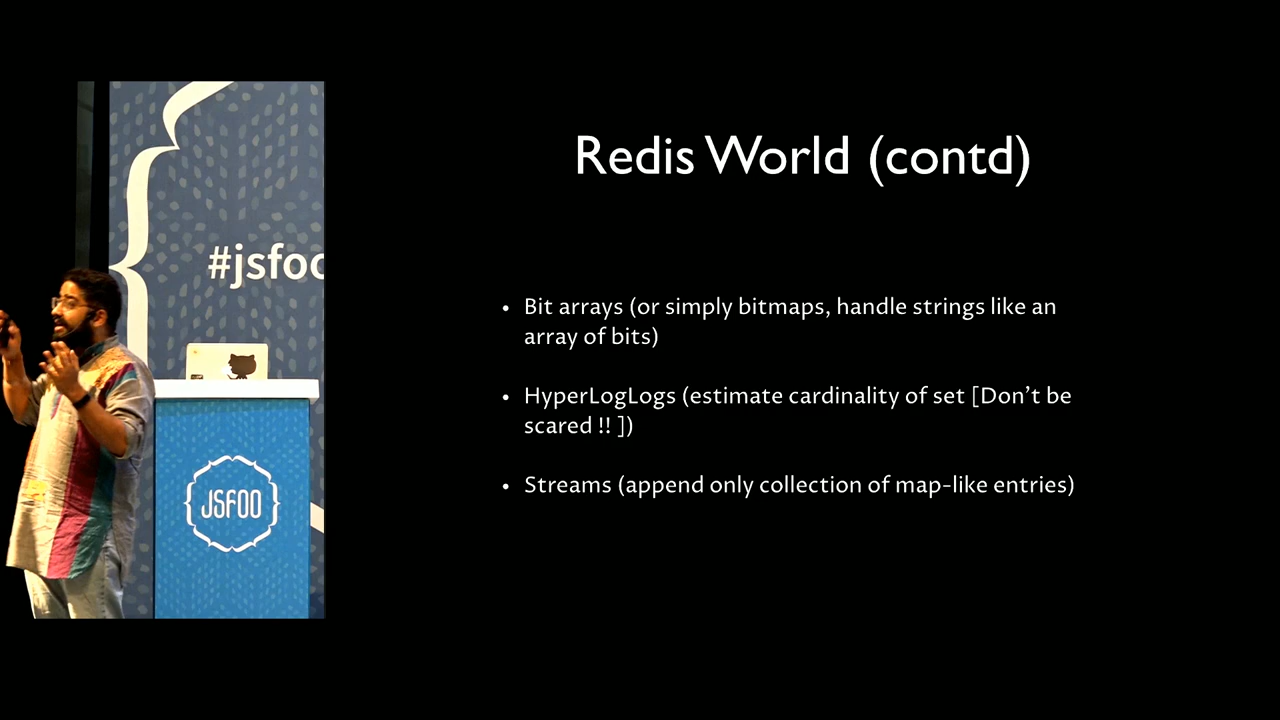 Redis World (contd)
#jsfoo
• Bit arrays (or simply bitmaps, handle strings like an
array of bits)
• HyperLogLogs (estimate cardinality of set [Don't be
scared !! ])
• Streams (append only collection of map-like entries)
JSFOO